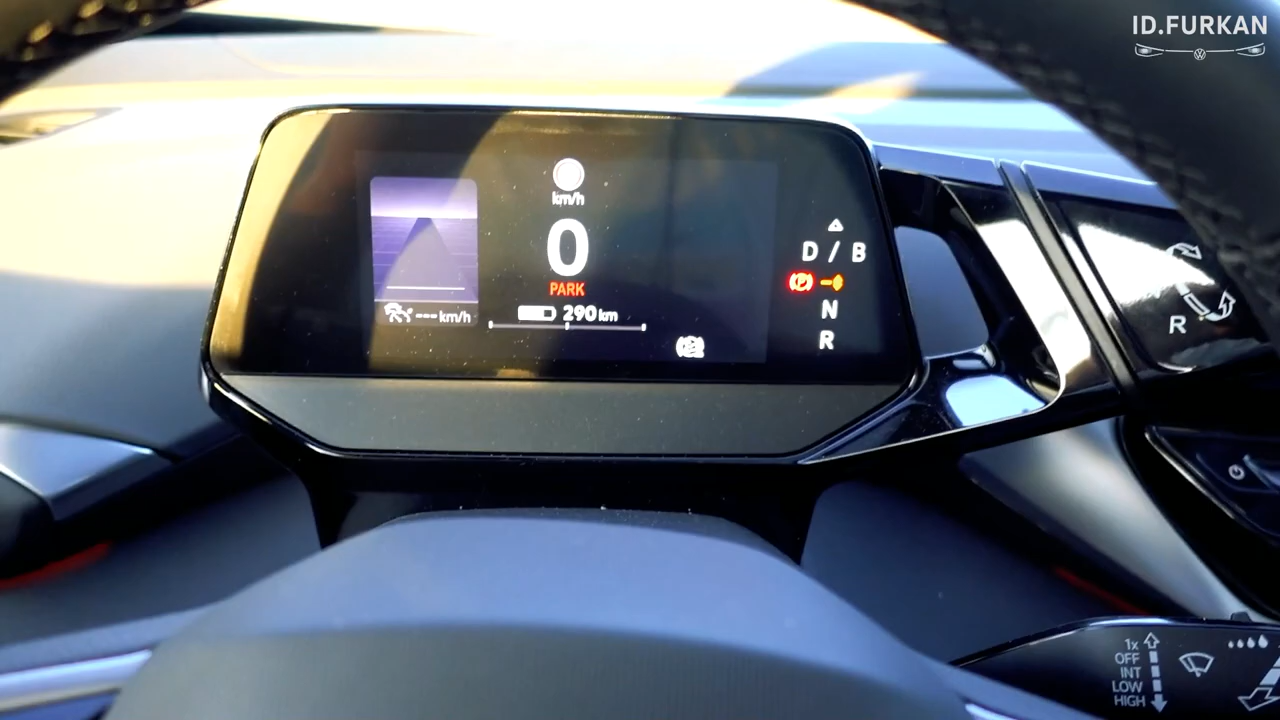 ID.FURKAN
km/h
0
PARK
290 km
--- km/h
D / B
P
N
R
R
1x
OFF
INT
LOW
HIGH